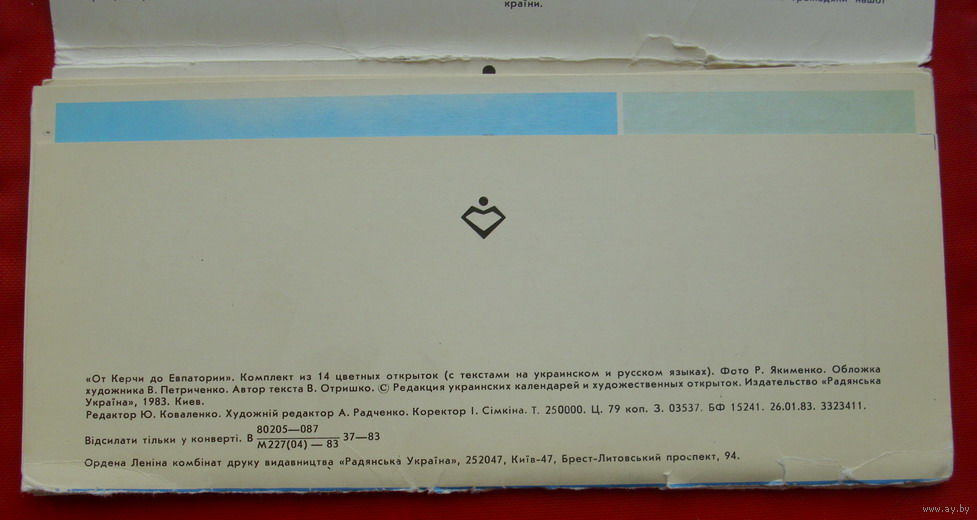 країни.
нашої
«От Керчи до Евпатории». Комплект из 14 цветных открыток (с текстами на украинском и русском языках). Фото Р. Якименко. Обложка
художника В. Петриченко. Автор текста В. Отришко. © Редакция украинских календарей и художественных открыток. Издательство «Радянська
Україна», 1983. Киев.
Редактор Ю. Коваленко. Художній редактор А. Радченко. Коректор І. Сімкіна. Т. 250000. Ц. 79 коп. З. 03537. БФ 15241. 26.01.83. 3323411.
80205—087
Відсилати тільки у конверті. В 37—83
М227(04) — 83
Ордена Леніна комбінат друку видавництва «Радянська Україна», 252047, Київ-47, Брест-Литовський проспект, 94.
www.ay.by